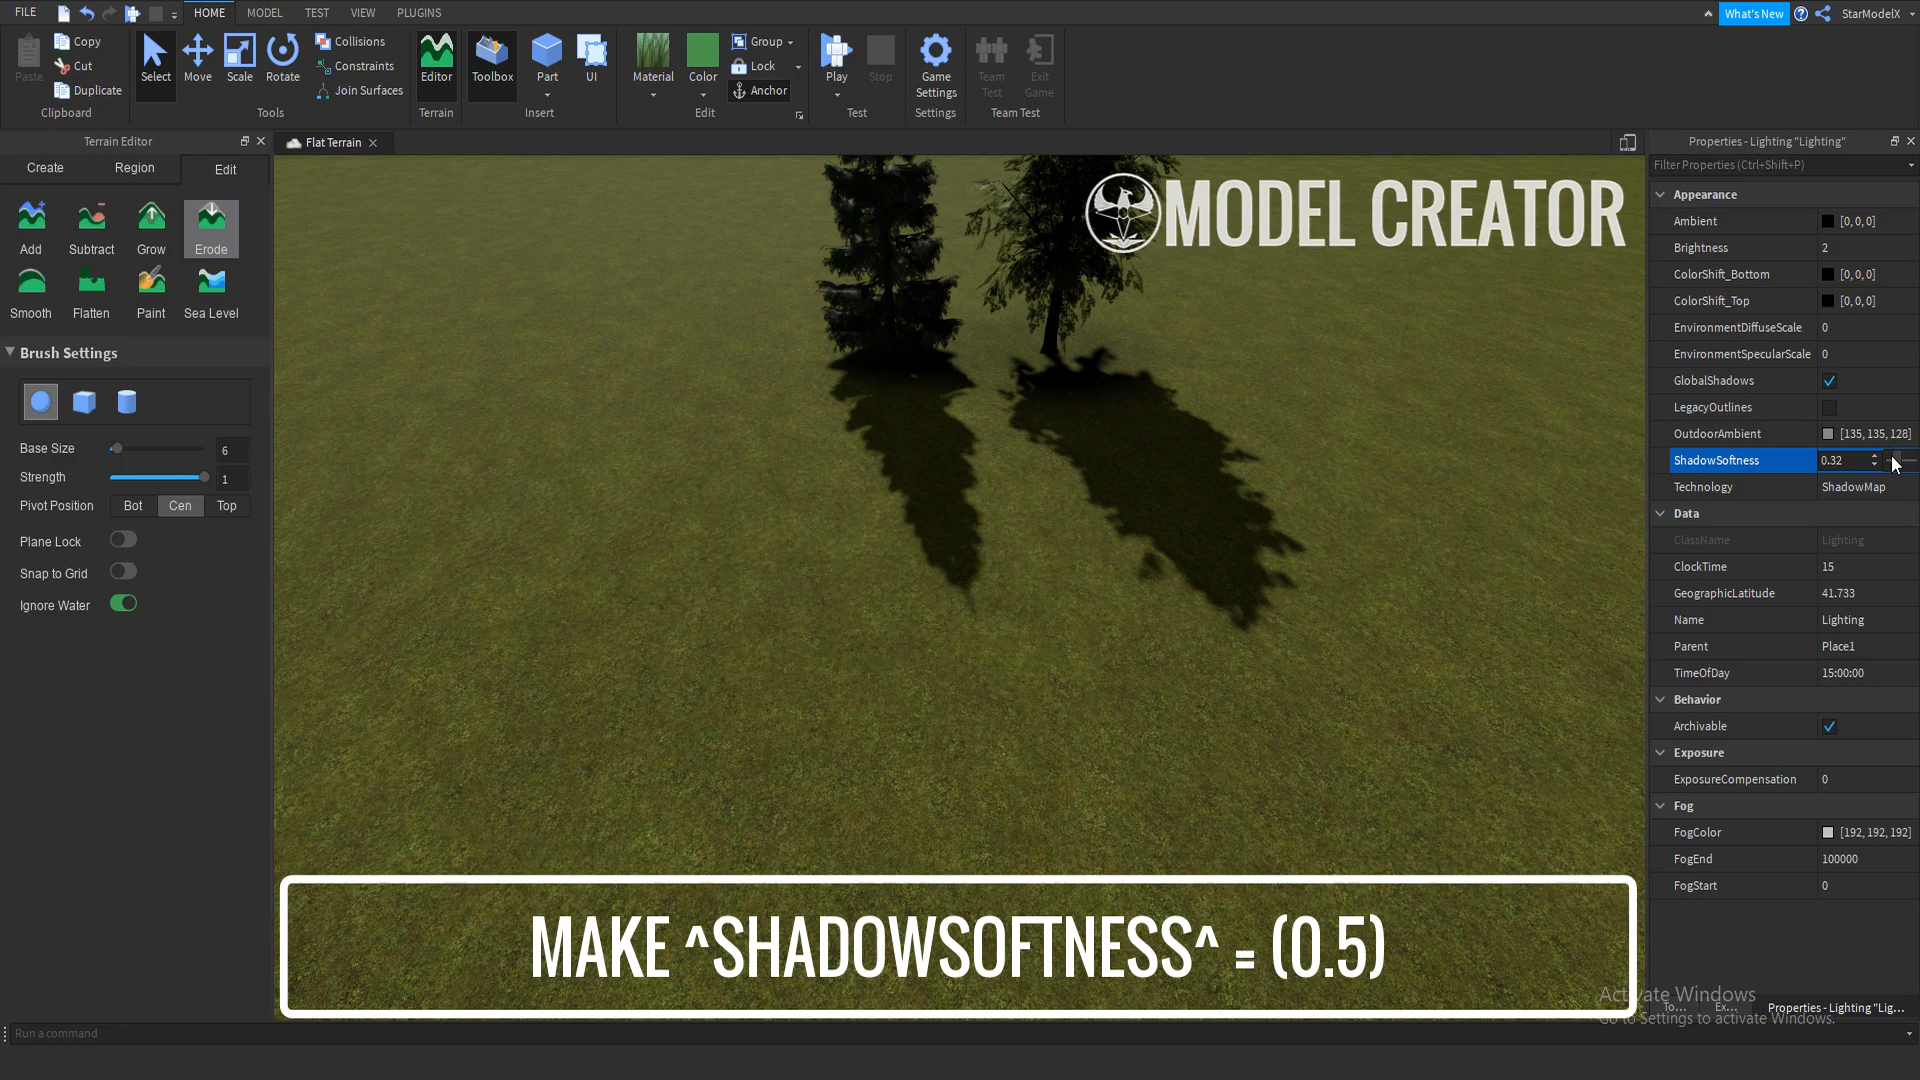 FILE
HOME
MODEL
TEST
VIEW
PLUGINS
What's New
StarModelX
Paste
Copy
Cut
Duplicate
Clipboard
Select
Move
Scale
Rotate
Collisions
Constraints
Join Surfaces
Tools
Editor
Terrain
Toolbox
Part
UI
Insert
Material
Color
Group
Lock
Anchor
Edit
Play
Stop
Test
Game
Settings
Settings
Team
Test
Exit
Game
Team Test
Terrain Editor
Create
Region
Edit
Add
Subtract
Grow
Erode
Smooth
Flatten
Paint
Sea Level
Brush Settings
Base Size
6
Strength
1
Pivot Position
Bot
Cen
Top
Plane Lock
Snap to Grid
Ignore Water
Flat Terrain
MODEL CREATOR
MAKE ^SHADOWSOFTNESS^ = (0.5)
Properties - Lighting "Lighting"
Filter Properties (Ctrl+Shift+P)
Appearance
Ambient [0, 0, 0]
Brightness 2
ColorShift_Bottom [0, 0, 0]
ColorShift_Top [0, 0, 0]
EnvironmentDiffuseScale 0
EnvironmentSpecularScale 0
GlobalShadows
LegacyOutlines
OutdoorAmbient [135, 135, 128]
ShadowSoftness 0.32
Technology ShadowMap
Data
ClassName Lighting
ClockTime 15
GeographicLatitude 41.733
Name Lighting
Parent Place1
TimeOfDay 15:00:00
Behavior
Archivable
Exposure
ExposureCompensation 0
Fog
FogColor [192, 192, 192]
FogEnd 100000
FogStart 0
Activate Windows
Go to Settings to activate Windows.
To... Ex... Properties - Lighting "Lig...
Run a command